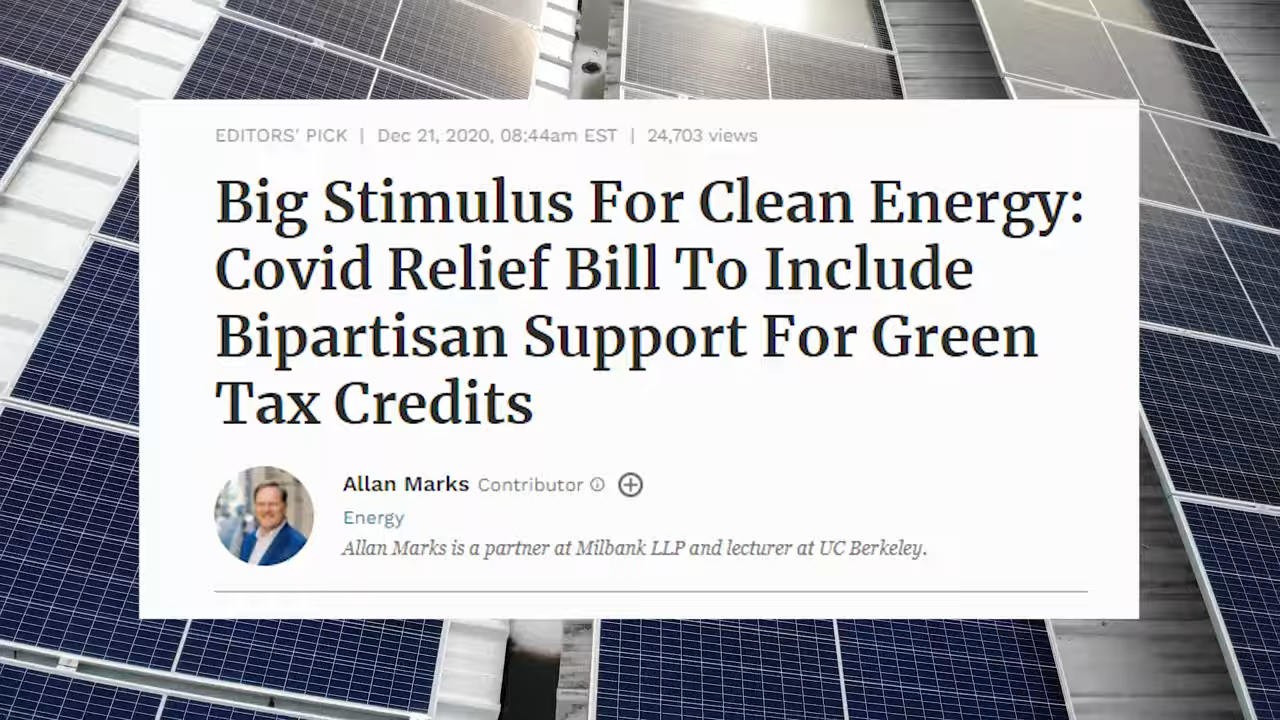 EDITORS' PICK | Dec 21, 2020, 08:44am EST | 24,703 views
Big Stimulus For Clean Energy:
Covid Relief Bill To Include
Bipartisan Support For Green
Tax Credits
Allan Marks Contributor
Energy
Allan Marks is a partner at Milbank LLP and lecturer at UC Berkeley.